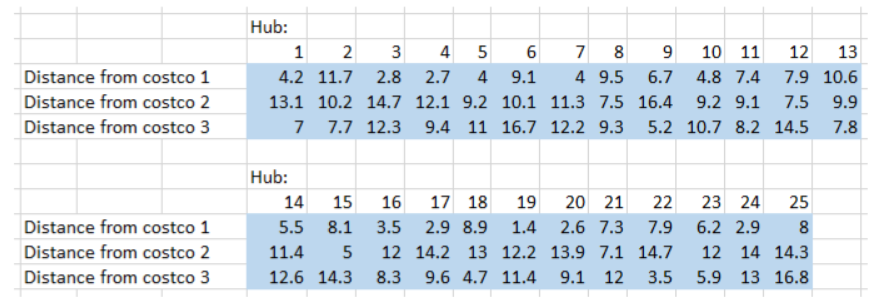 Hub:
1 2 3 4 5 6 7 8 9 10 11 12 13
Distance from costco 1 4.2 11.7 2.8 2.7 4 9.1 4 9.5 6.7 4.8 7.4 7.9 10.6
Distance from costco 2 13.1 10.2 14.7 12.1 9.2 10.1 11.3 7.5 16.4 9.2 9.1 7.5 9.9
Distance from costco 3 7 7.7 12.3 9.4 11 16.7 12.2 9.3 5.2 10.7 8.2 14.5 7.8
Hub:
14 15 16 17 18 19 20 21 22 23 24 25
Distance from costco 1 5.5 8.1 3.5 2.9 8.9 1.4 2.6 7.3 7.9 6.2 2.9 8
Distance from costco 2 11.4 5 12 14.2 13 12.2 13.9 7.1 14.7 12 14 14.3
Distance from costco 3 12.6 14.3 8.3 9.6 4.7 11.4 9.1 12 3.5 5.9 13 16.8